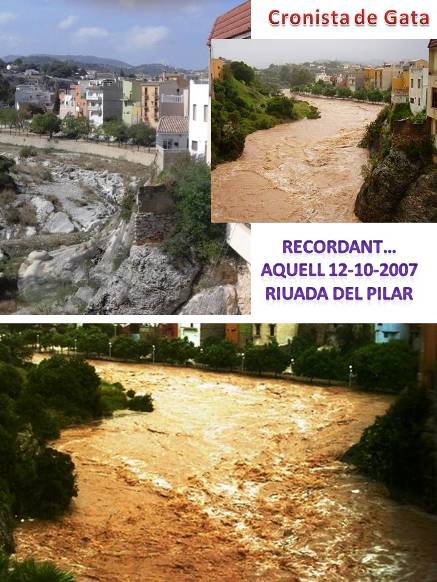 Cronista de Gata
RECORDANT...
AQUELL 12-10-2007
RIUADA DEL PILAR